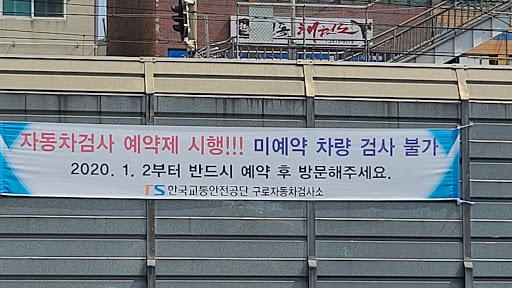 자동차검사 예약제 시행!!! 미예약 차량 검사 불가
2020. 1. 2부터 반드시 예약 후 방문해주세요.
TS 한국교통안전공단 구로자동차검사소